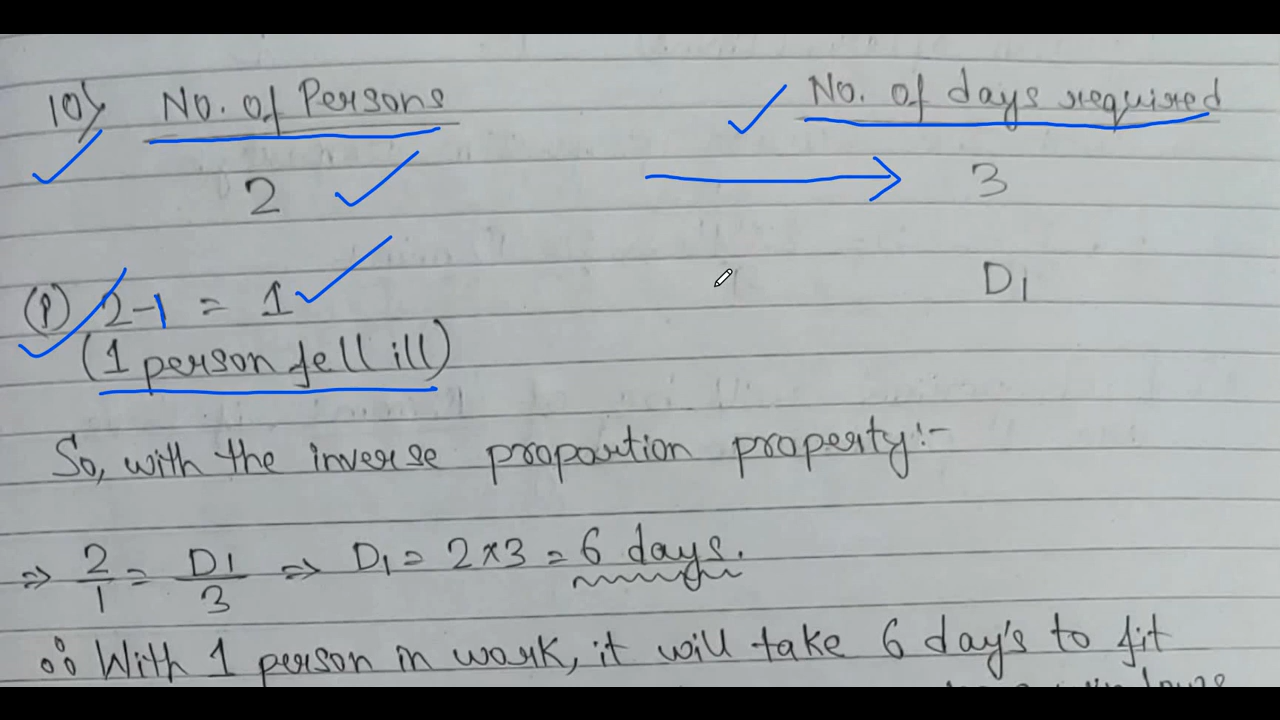 10) No. of Persons No. of days required
2 3
(i) 2-1 = 1 D1
(1 person fell ill)
So, with the inverse proportion property:-
⇒ 2/1 = D1/3 ⇒ D1 = 2×3 = 6 days.
∴ With 1 person in work, it will take 6 day's to fit